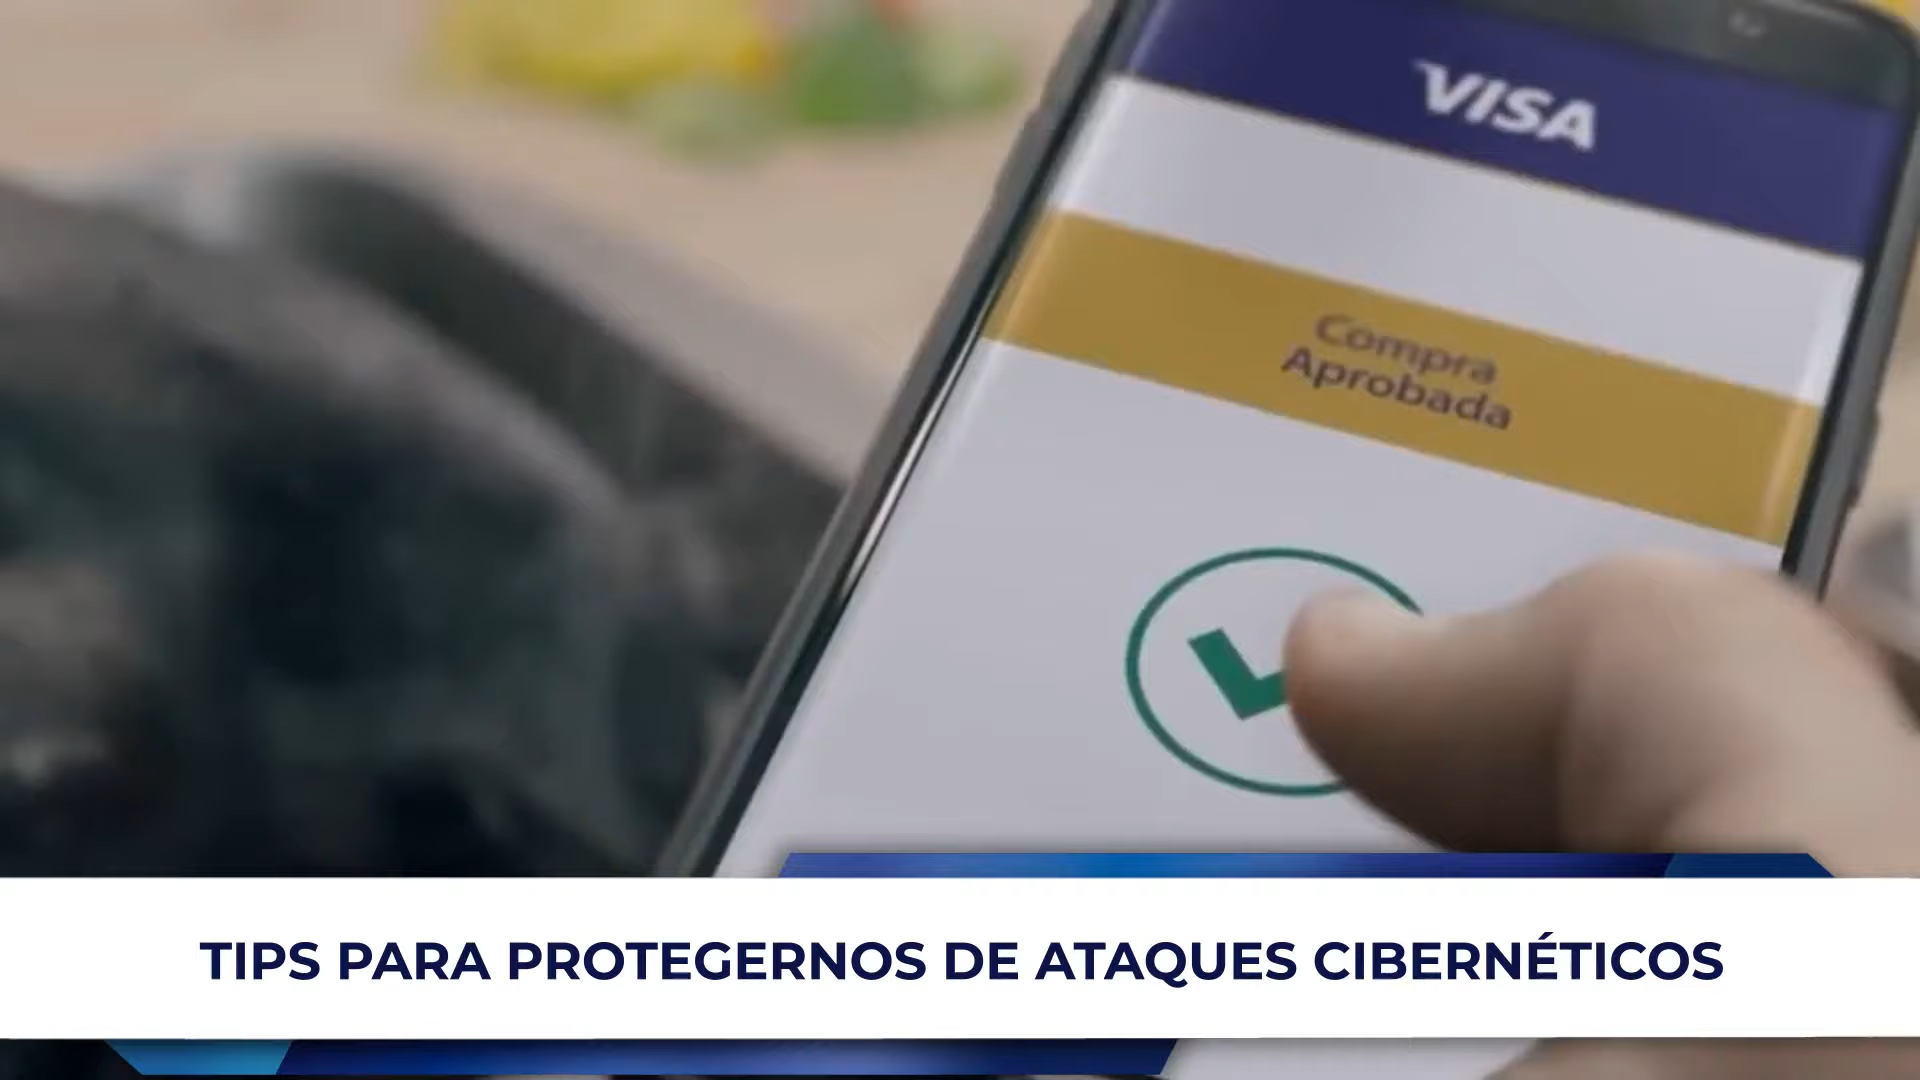 VISA
Compra
Aprobada
TIPS PARA PROTEGERNOS DE ATAQUES CIBERNÉTICOS